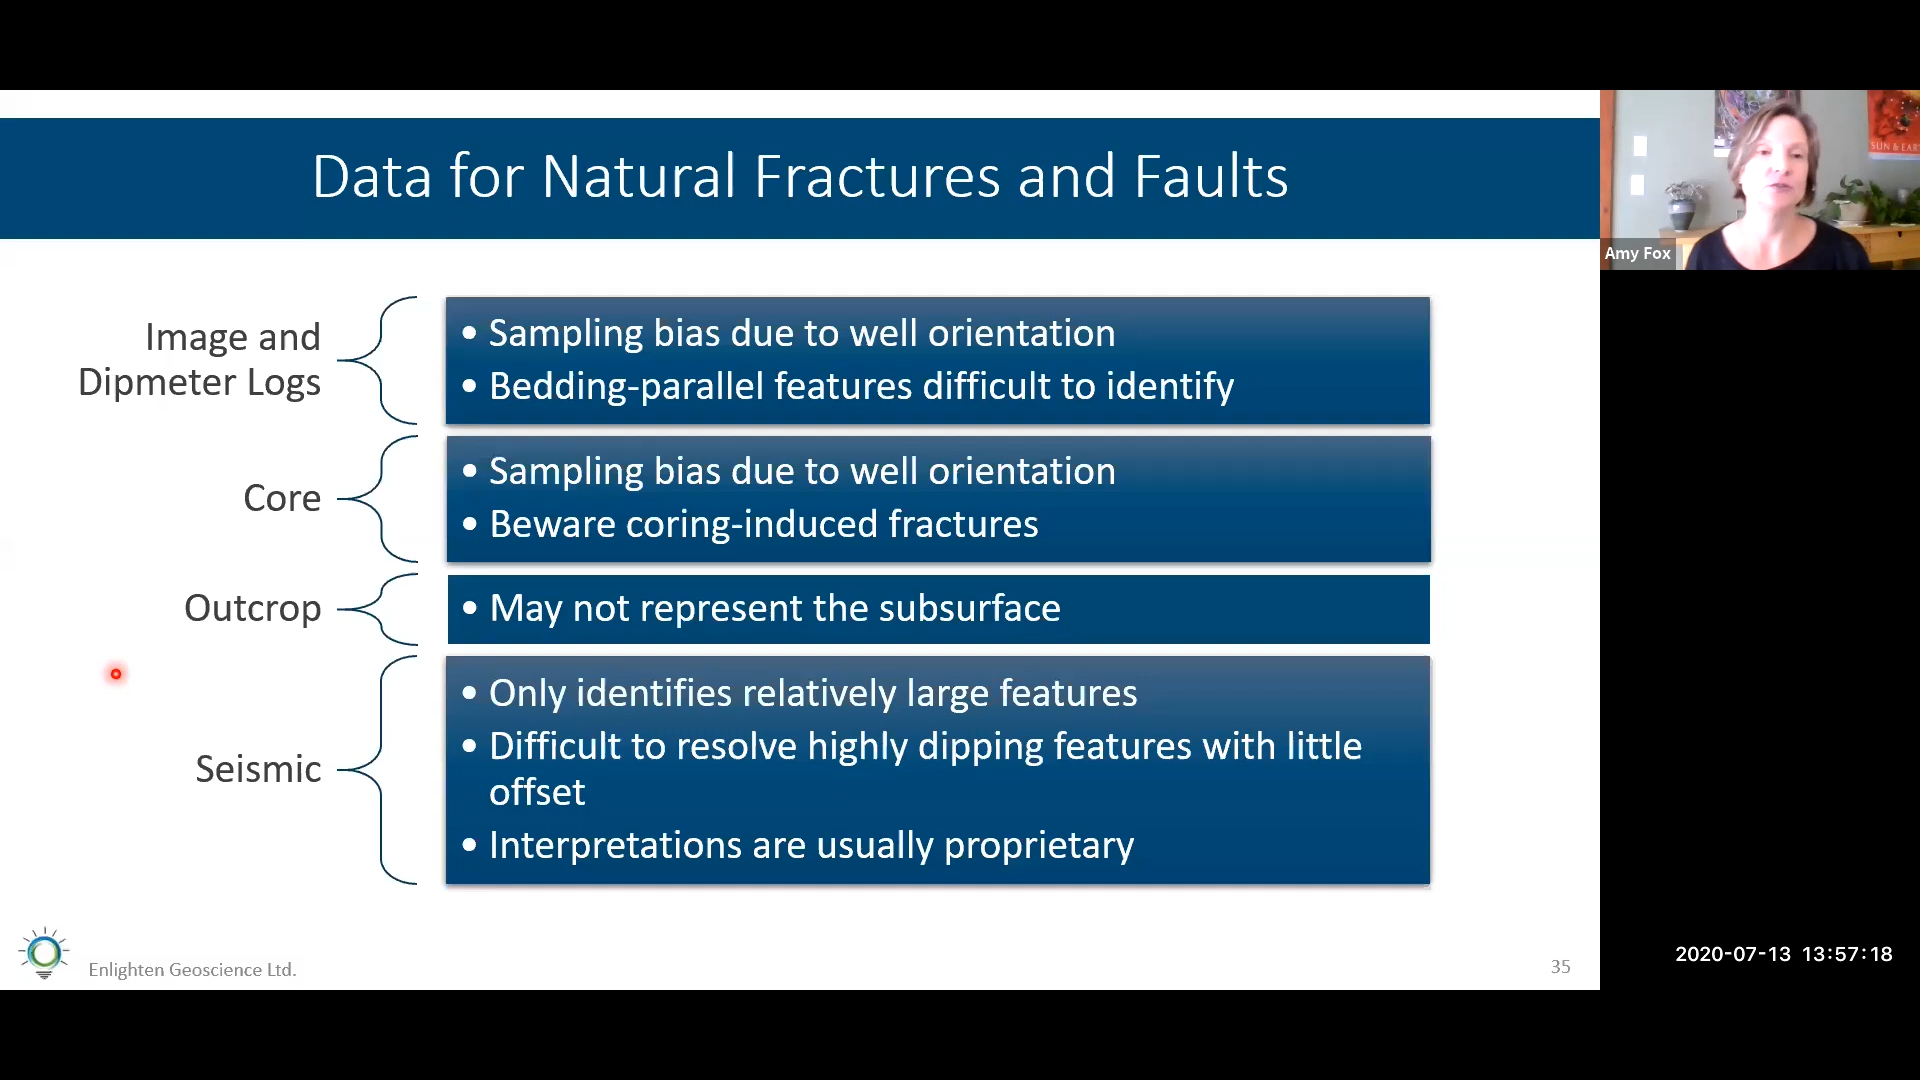 Data for Natural Fractures and Faults
SUN & EAR
Amy Fox
Image and
Dipmeter Logs
• Sampling bias due to well orientation
• Bedding-parallel features difficult to identify
Core
• Sampling bias due to well orientation
• Beware coring-induced fractures
Outcrop
• May not represent the subsurface
Seismic
• Only identifies relatively large features
• Difficult to resolve highly dipping features with little
offset
• Interpretations are usually proprietary
Enlighten Geoscience Ltd.
35
2020-07-13 13:57:18